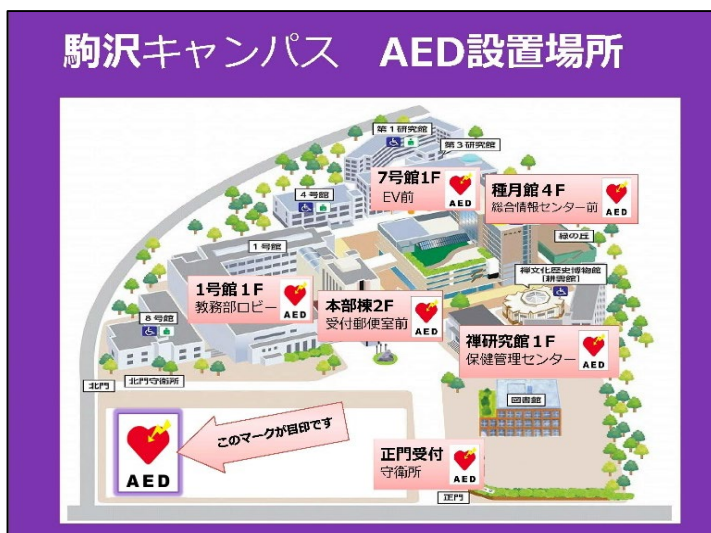 駒沢キャンパス　AED設置場所
第1研究館
第3研究館
7号館1F
EV前
AED
種月館4F
総合情報センター前
AED
4号館
緑の丘
1号館
禅文化歴史博物館
[耕雲館]
1号館1F
教務部ロビー
AED
本部棟2F
受付郵便室前
AED
8号館
禅研究館1F
保健管理センター
AED
北門
北門守衛所
図書館
このマークが目印です
AED
正門受付
守衛所
AED
正門